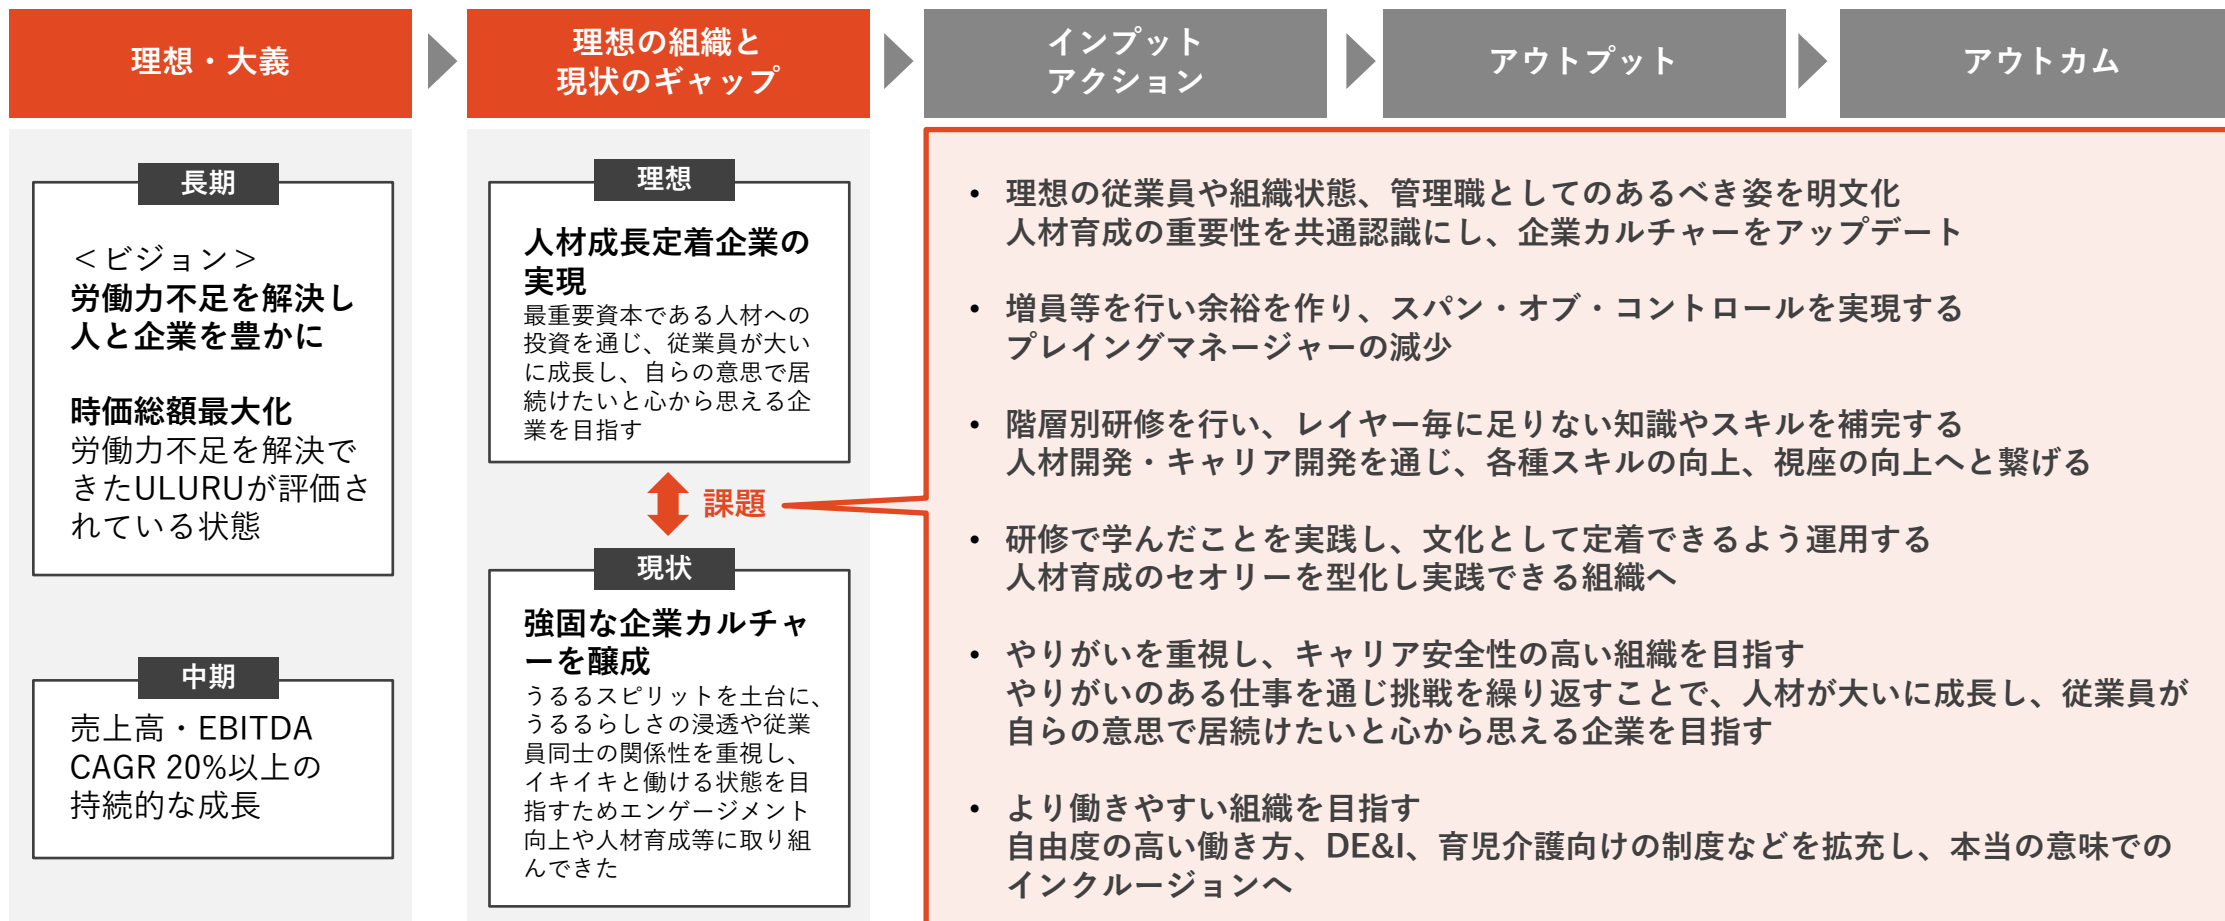 理想・大義
理想の組織と
現状のギャップ
インプット
アクション
アウトプット
アウトカム
長期
＜ビジョン＞
労働力不足を解決し
人と企業を豊かに
時価総額最大化
労働力不足を解決で
きたULURUが評価さ
れている状態
中期
売上高・EBITDA
CAGR 20%以上の
持続的な成長
理想
人材成長定着企業の
実現
最重要資本である人材への
投資を通じ、従業員が大い
に成長し、自らの意思で居
続けたいと心から思える企
業を目指す
課題
現状
強固な企業カルチャ
ーを醸成
うるるスピリットを土台に、
うるるらしさの浸透や従業
員同士の関係性を重視し、
イキイキと働ける状態を目
指すためエンゲージメント
向上や人材育成等に取り組
んできた
• 理想の従業員や組織状態、管理職としてのあるべき姿を明文化
人材育成の重要性を共通認識にし、企業カルチャーをアップデート
• 増員等を行い余裕を作り、スパン・オブ・コントロールを実現する
プレイングマネージャーの減少
• 階層別研修を行い、レイヤー毎に足りない知識やスキルを補完する
人材開発・キャリア開発を通じ、各種スキルの向上、視座の向上へと繋げる
• 研修で学んだことを実践し、文化として定着できるよう運用する
人材育成のセオリーを型化し実践できる組織へ
• やりがいを重視し、キャリア安全性の高い組織を目指す
やりがいのある仕事を通じ挑戦を繰り返すことで、人材が大いに成長し、従業員が
自らの意思で居続けたいと心から思える企業を目指す
• より働きやすい組織を目指す
自由度の高い働き方、DE&I、育児介護向けの制度などを拡充し、本当の意味での
インクルージョンへ